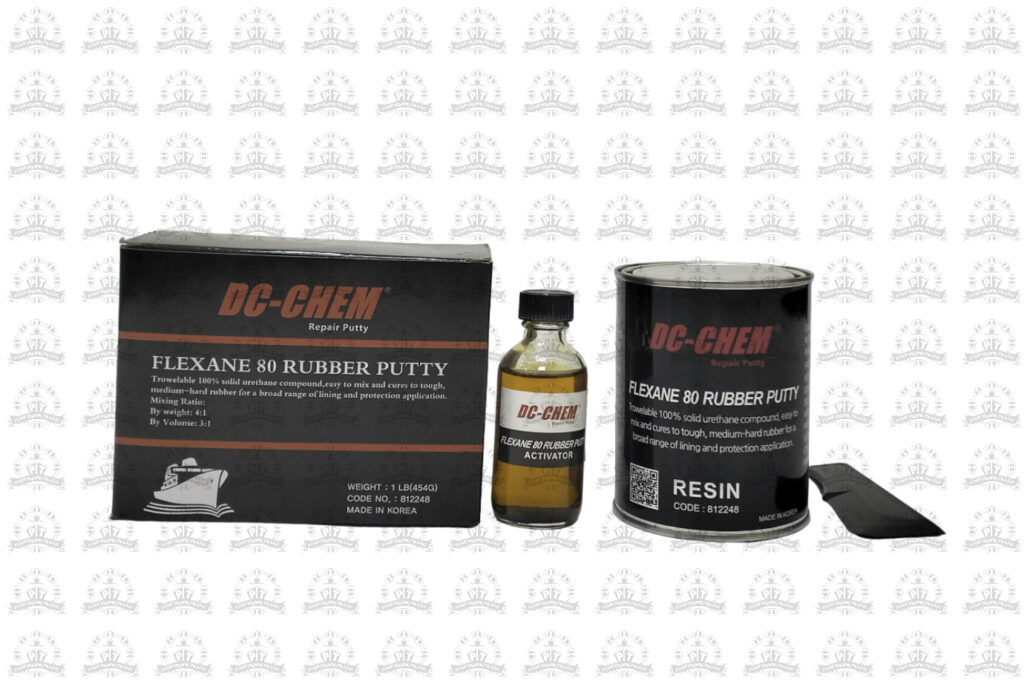 DC-CHEM®
Repair Putty
FLEXANE 80 RUBBER PUTTY
Trowelable 100% solid urethane compound,easy to mix and cures to tough,
medium-hard rubber for a broad range of lining and protection application.
Mixing Ratio:
By weight: 4:1
By Volume: 3:1
WEIGHT : 1 LB(454G)
CODE NO, : 812248
MADE IN KOREA
DC-CHEM®
Repair Putty
FLEXANE 80 RUBBER PUTT
ACTIVATOR
DC-CHEM®
Repair Putty
FLEXANE 80 RUBBER PUTTY
Trowelable 100% solid urethane compound, easy to
mix and cures to tough, medium-hard rubber for a
broad range of lining and protection application.
RESIN
CODE : 812248
MADE IN KOREA